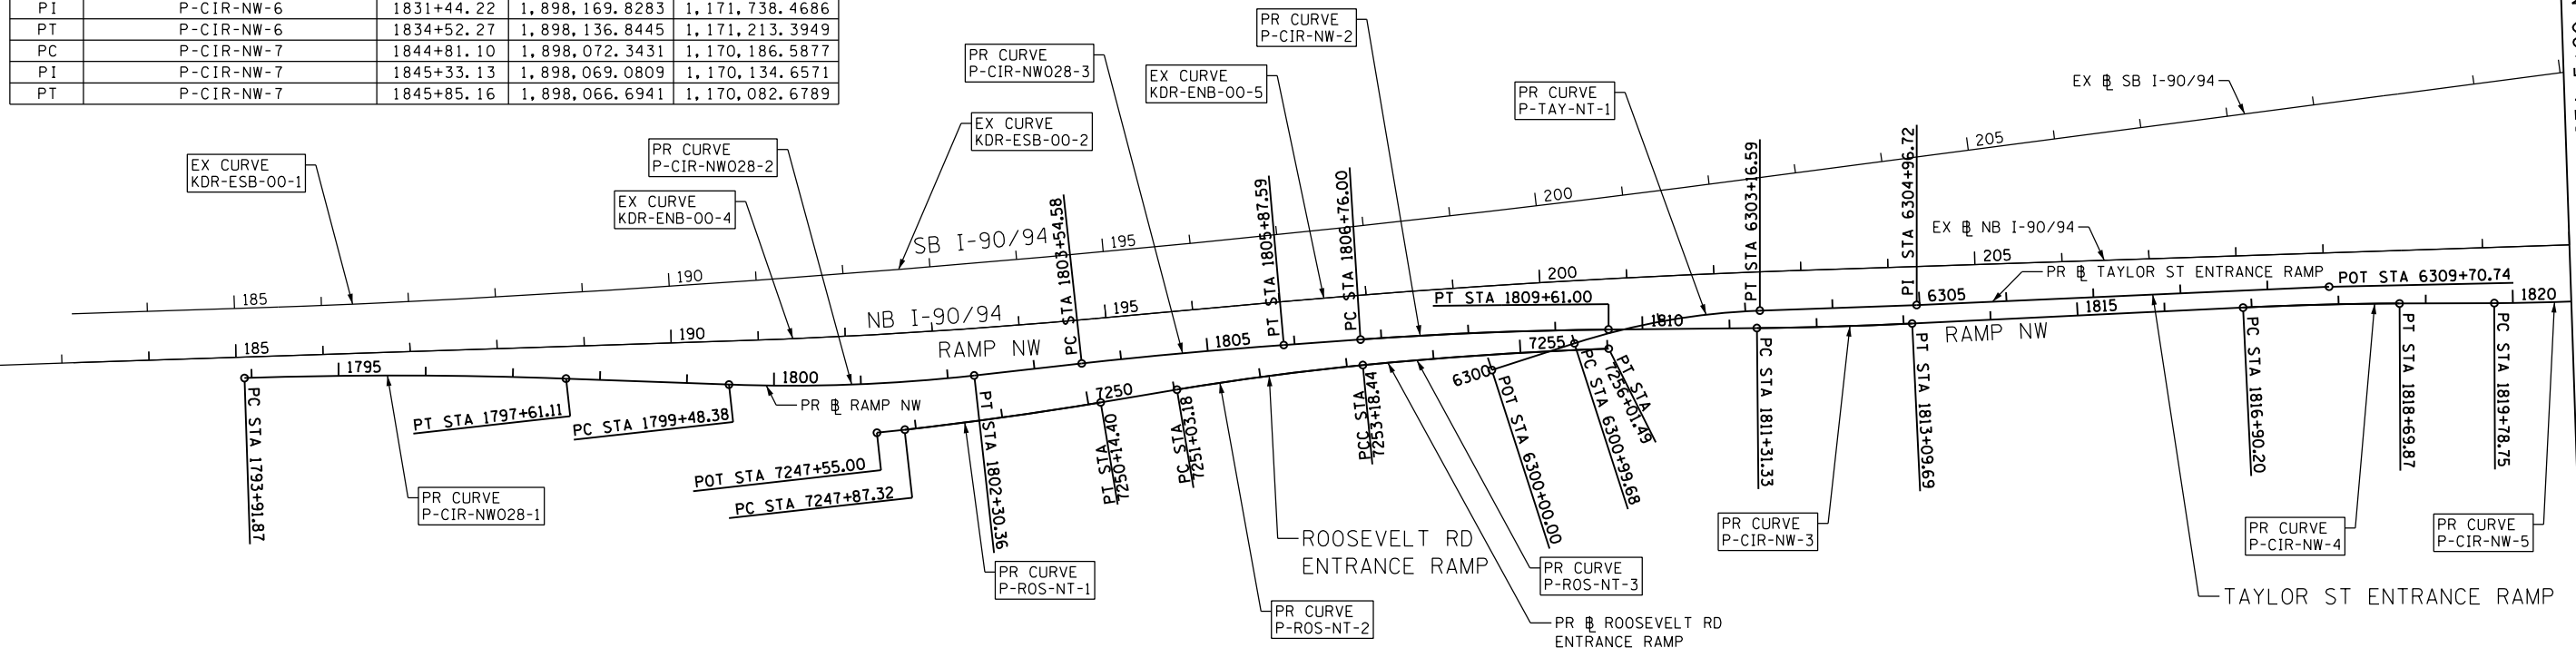 PI P-CIR-NW-6 1831+44.22 1,898,169.8283 1,171,738.4686
PT P-CIR-NW-6 1834+52.27 1,898,136.8445 1,171,213.3949
PC P-CIR-NW-7 1844+81.10 1,898,072.3431 1,170,186.5877
PI P-CIR-NW-7 1845+33.13 1,898,069.0809 1,170,134.6571
PT P-CIR-NW-7 1845+85.16 1,898,066.6941 1,170,082.6789
EX CURVE
KDR-ESB-00-1
PR CURVE
P-CIR-NW028-2
EX CURVE
KDR-ENB-00-4
EX CURVE
KDR-ESB-00-2
PR CURVE
P-CIR-NW028-3
EX CURVE
KDR-ENB-00-5
PR CURVE
P-CIR-NW-2
PR CURVE
P-TAY-NT-1
EX BL SB I-90/94
EX BL NB I-90/94
PR BL TAYLOR ST ENTRANCE RAMP
SB I-90/94
185
190
195
200
205
NB I-90/94
185
190
195
200
205
RAMP NW
RAMP NW
1795
1800
1805
1810
1815
1820
7250
7255
6300
6305
PC STA 1803+54.58
PT STA 1805+87.59
PC STA 1806+76.00
PT STA 1809+61.00
PT STA 6303+16.59
PI STA 6304+96.72
POT STA 6309+70.74
PC STA 1793+91.87
PT STA 1797+61.11
PC STA 1799+48.38
PR BL RAMP NW
POT STA 7247+55.00
PC STA 7247+87.32
PT STA 1802+30.36
PT STA
7250+14.40
PC STA
7251+03.18
PCC STA
7253+18.44
POT STA 6300+00.00
PC STA 6300+99.68
PT STA
7256+01.49
PC STA 1811+31.33
PT STA 1813+09.69
PC STA 1816+90.20
PT STA 1818+69.87
PC STA 1819+78.75
PR CURVE
P-CIR-NW028-1
PR CURVE
P-ROS-NT-1
PR CURVE
P-ROS-NT-2
ROOSEVELT RD
ENTRANCE RAMP
PR CURVE
P-ROS-NT-3
PR BL ROOSEVELT RD
ENTRANCE RAMP
PR CURVE
P-CIR-NW-3
PR CURVE
P-CIR-NW-4
PR CURVE
P-CIR-NW-5
TAYLOR ST ENTRANCE RAMP